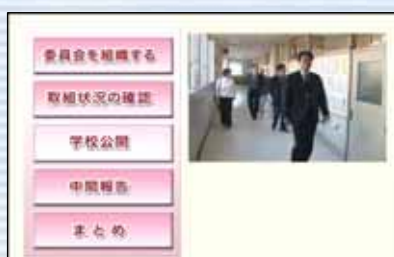 委員会を組織する
取組状況の確認
学校公開
中間報告
まとめ